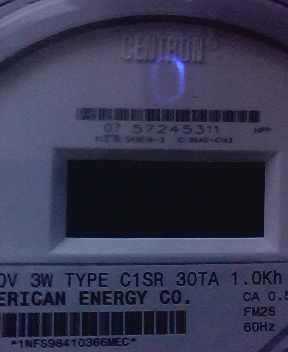 CENTRON®
07 57245311 HPP
0V 3W TYPE C1SR 30TA 1.0Kh
ERICAN ENERGY CO.
CA 0.5
FM2S
60Hz
*1NFS98410366MEC*